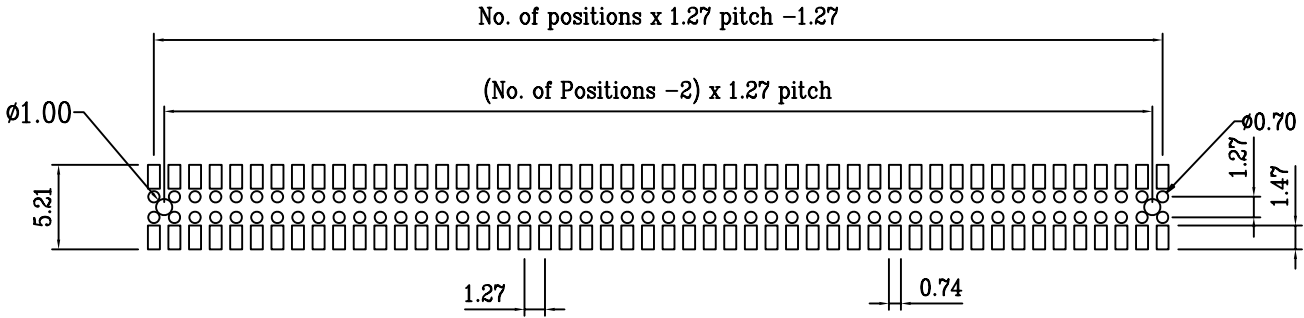 No. of positions x 1.27 pitch -1.27
(No. of Positions -2) x 1.27 pitch
ø1.00
ø0.70
5.21
1.27
1.47
1.27
0.74